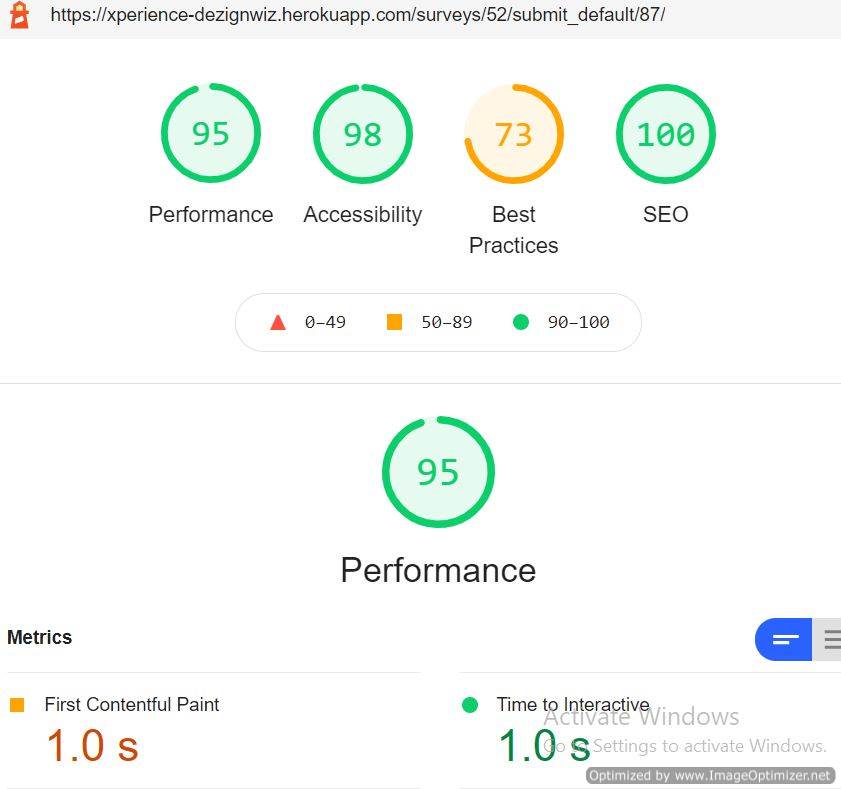 https://xperience-dezignwiz.herokuapp.com/surveys/52/submit_default/87/
95 98 73 100
Performance Accessibility Best Practices SEO
0–49 50–89 90–100
95
Performance
Metrics
First Contentful Paint Time to Interactive
1.0 s 1.0 s
Activate Windows
Go to Settings to activate Windows.
Optimized by www.ImageOptimizer.net